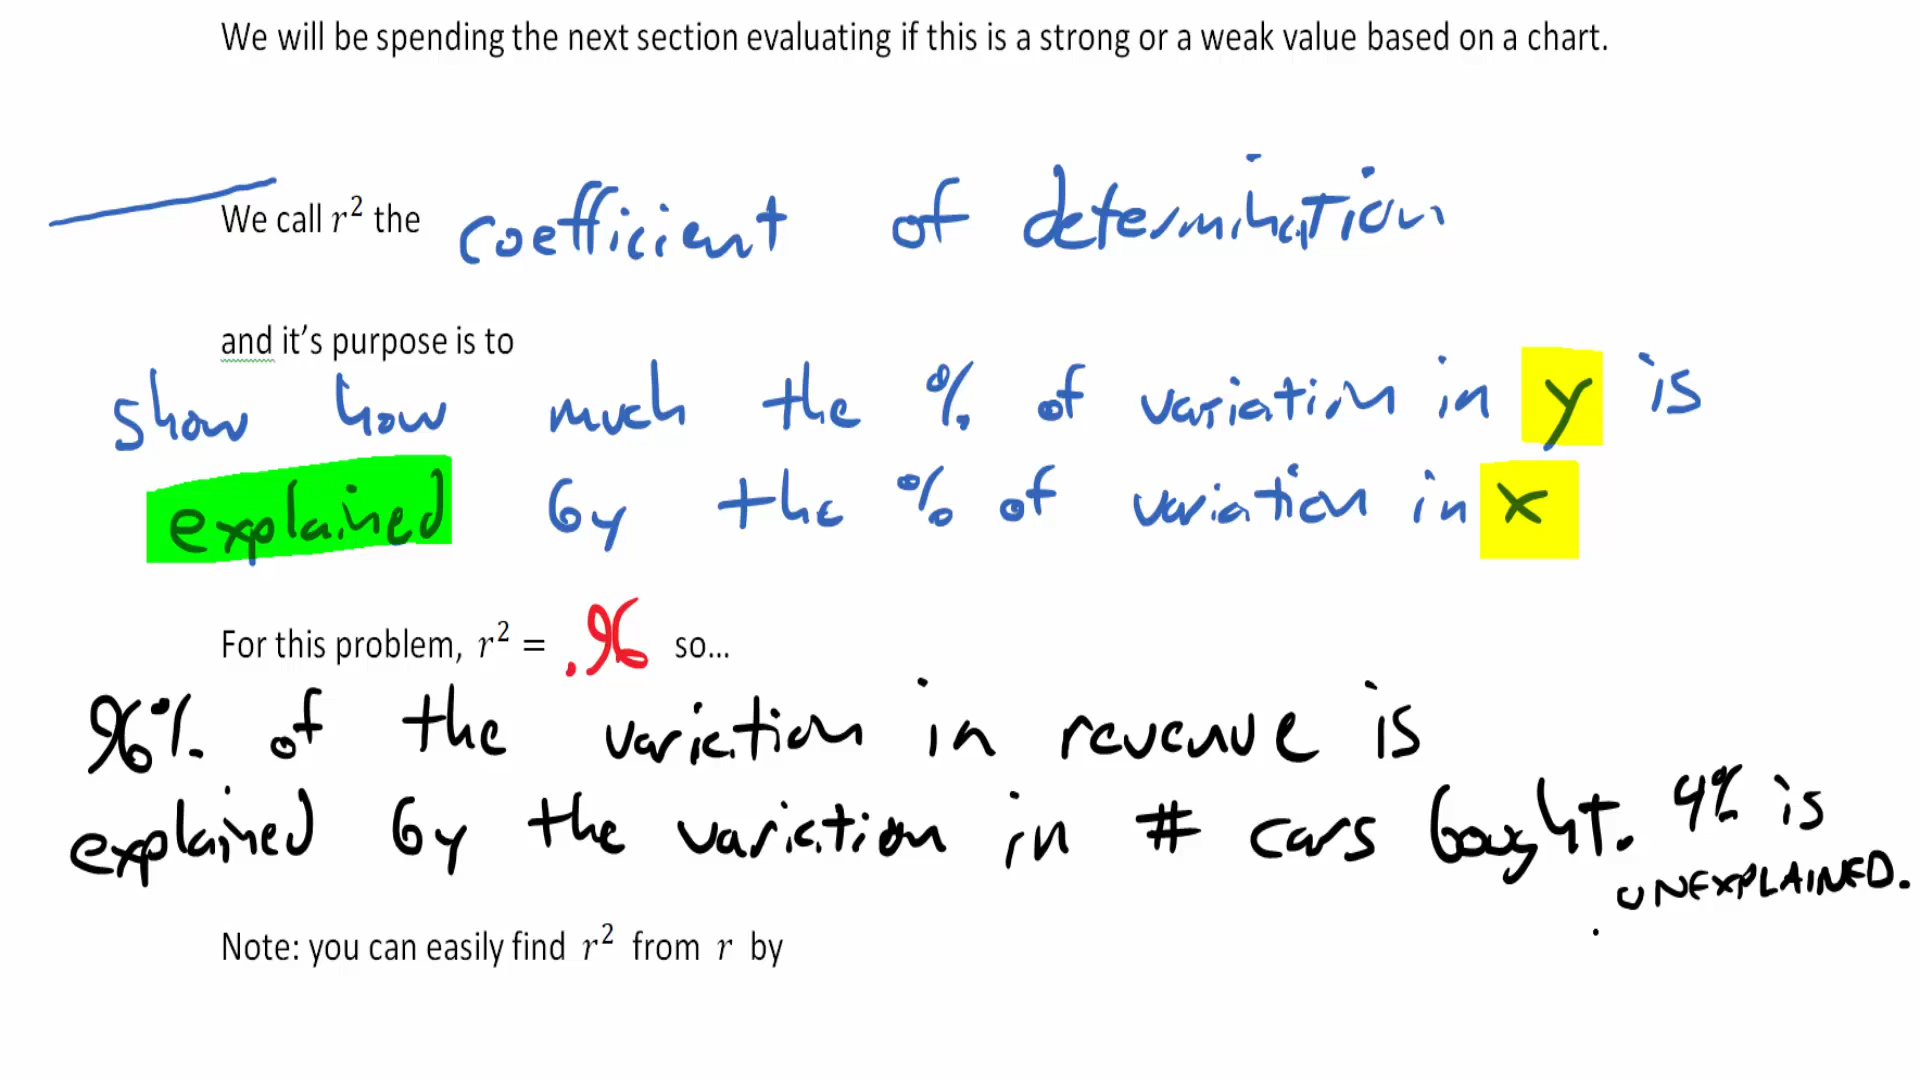 We will be spending the next section evaluating if this is a strong or a weak value based on a chart.
We call r² the coefficient of determination
and it's purpose is to
show how much the % of variation in y is
explained by the % of variation in x
For this problem, r² = .96 so...
96% of the variation in revenue is
explained by the variation in # cars bought. 4% is
UNEXPLAINED.
Note: you can easily find r² from r by